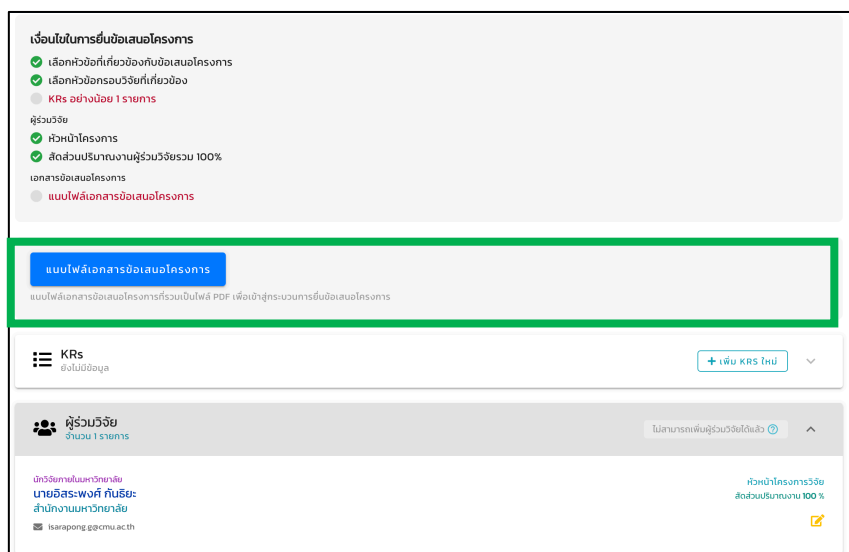 เงื่อนไขในการยื่นข้อเสนอโครงการ
เลือกหัวข้อที่เกี่ยวข้องกับข้อเสนอโครงการ
เลือกหัวข้อกรอบวิจัยที่เกี่ยวข้อง
KRs อย่างน้อย 1 รายการ
ผู้ร่วมวิจัย
หัวหน้าโครงการ
สัดส่วนปริมาณงานผู้ร่วมวิจัยรวม 100%
เอกสารข้อเสนอโครงการ
แนบไฟล์เอกสารข้อเสนอโครงการ
แนบไฟล์เอกสารข้อเสนอโครงการ
แนบไฟล์เอกสารข้อเสนอโครงการที่รวมเป็นไฟล์ PDF เพื่อเข้าสู่กระบวนการยื่นข้อเสนอโครงการ
KRs
ยังไม่มีข้อมูล
+ เพิ่ม KRS ใหม่
ผู้ร่วมวิจัย
จำนวน 1 รายการ
ไม่สามารถเพิ่มผู้ร่วมวิจัยได้แล้ว ?
นักวิจัยภายในมหาวิทยาลัย
นายอิสระพงศ์ กันธิยะ
สำนักงานมหาวิทยาลัย
isarapong.g@cmu.ac.th
หัวหน้าโครงการวิจัย
สัดส่วนปริมาณงาน 100 %